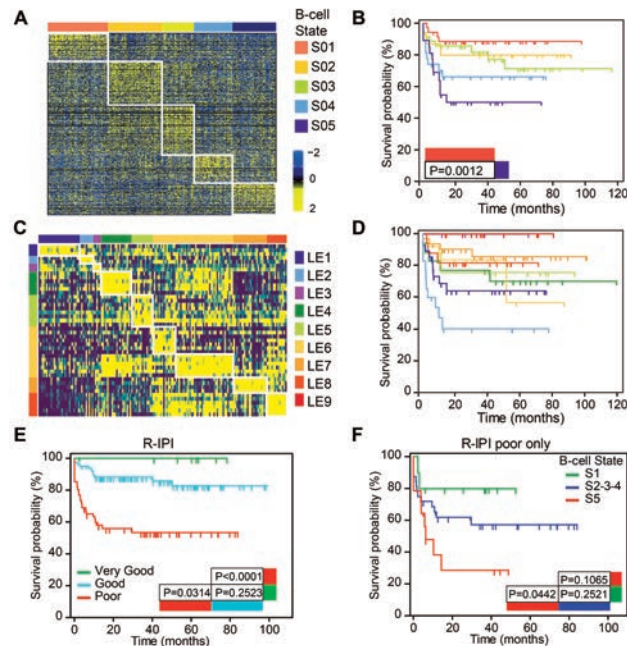 A
B-cell
State
S01
S02
S03
S04
S05
-2
0
2
B
Survival probability (%)
100
80
60
40
20
0
P=0.0012
0 20 40 60 80 100 120
Time (months)
C
LE1
LE2
LE3
LE4
LE5
LE6
LE7
LE8
LE9
D
Survival probability (%)
100
80
60
40
20
0
0 20 40 60 80 100 120
Time (months)
E
R-IPI
Survival probability (%)
100
80
60
40
20
0
Very Good
Good
Poor
P<0.0001
P=0.0314 P=0.2523
0 20 40 60 80 100
Time (months)
F
R-IPI poor only
B-cell State
S1
S2-3-4
S5
Survival probability (%)
100
80
60
40
20
0
P=0.1065
P=0.0442 P=0.2521
0 20 40 60 80 100
Time (months)